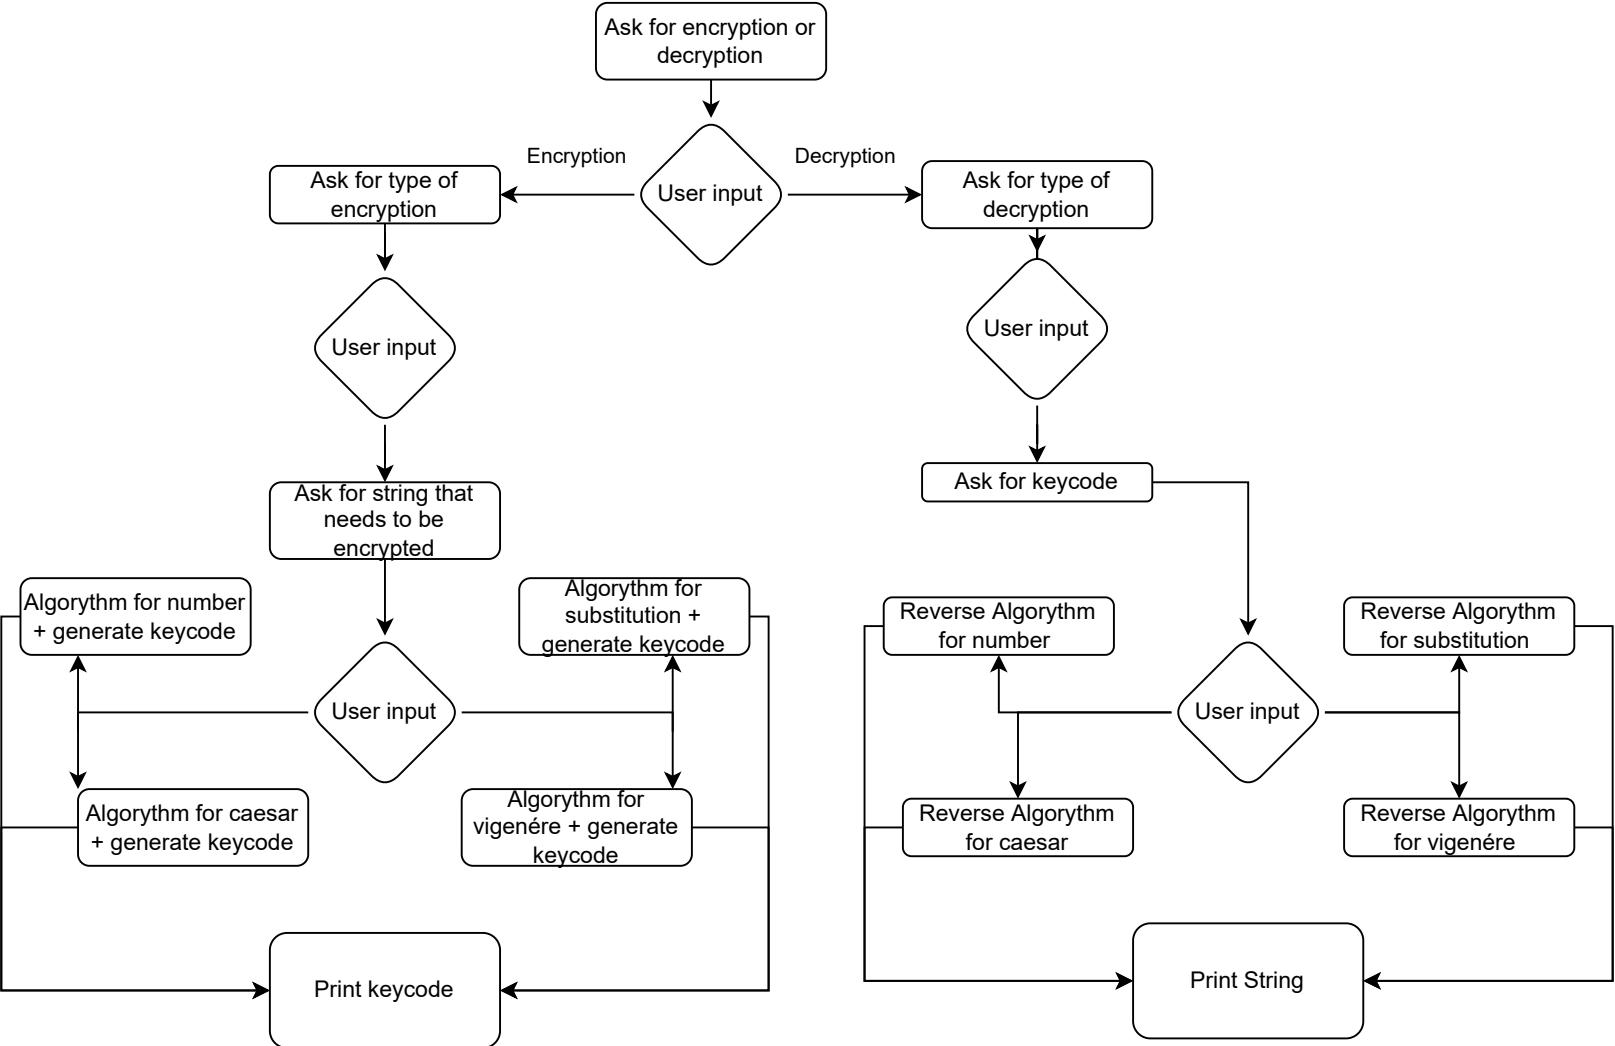 Ask for encryption or
decryption
Encryption
Decryption
User input
Ask for type of
encryption
Ask for type of
decryption
User input
User input
Ask for string that
needs to be
encrypted
Ask for keycode
Algorythm for number
+ generate keycode
Algorythm for
substitution +
generate keycode
Reverse Algorythm
for number
Reverse Algorythm
for substitution
User input
User input
Algorythm for caesar
+ generate keycode
Algorythm for
vigenére + generate
keycode
Reverse Algorythm
for caesar
Reverse Algorythm
for vigenére
Print keycode
Print String